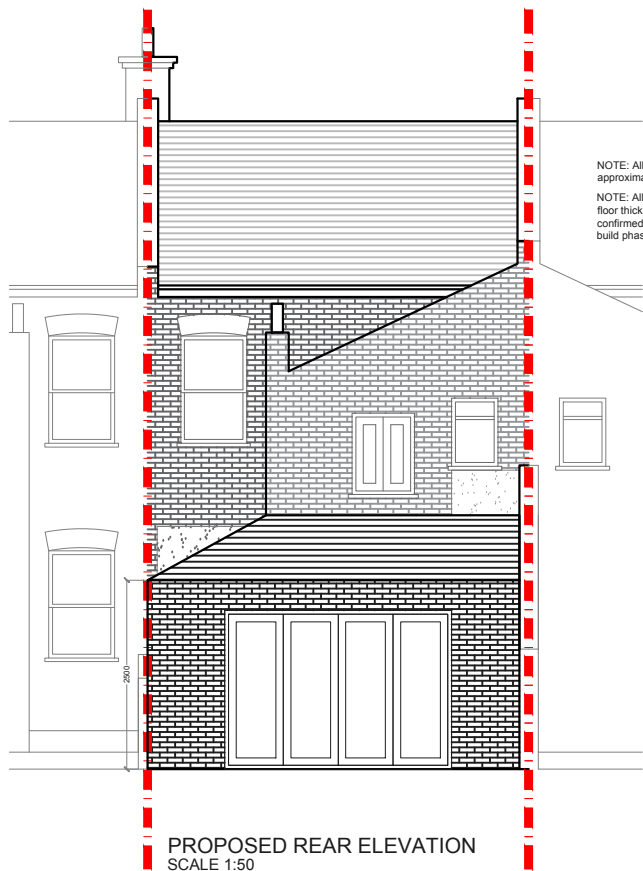 NOTE: All
approxima
NOTE: All
floor thick
confirmed
build phas
2500
PROPOSED REAR ELEVATION
SCALE 1:50